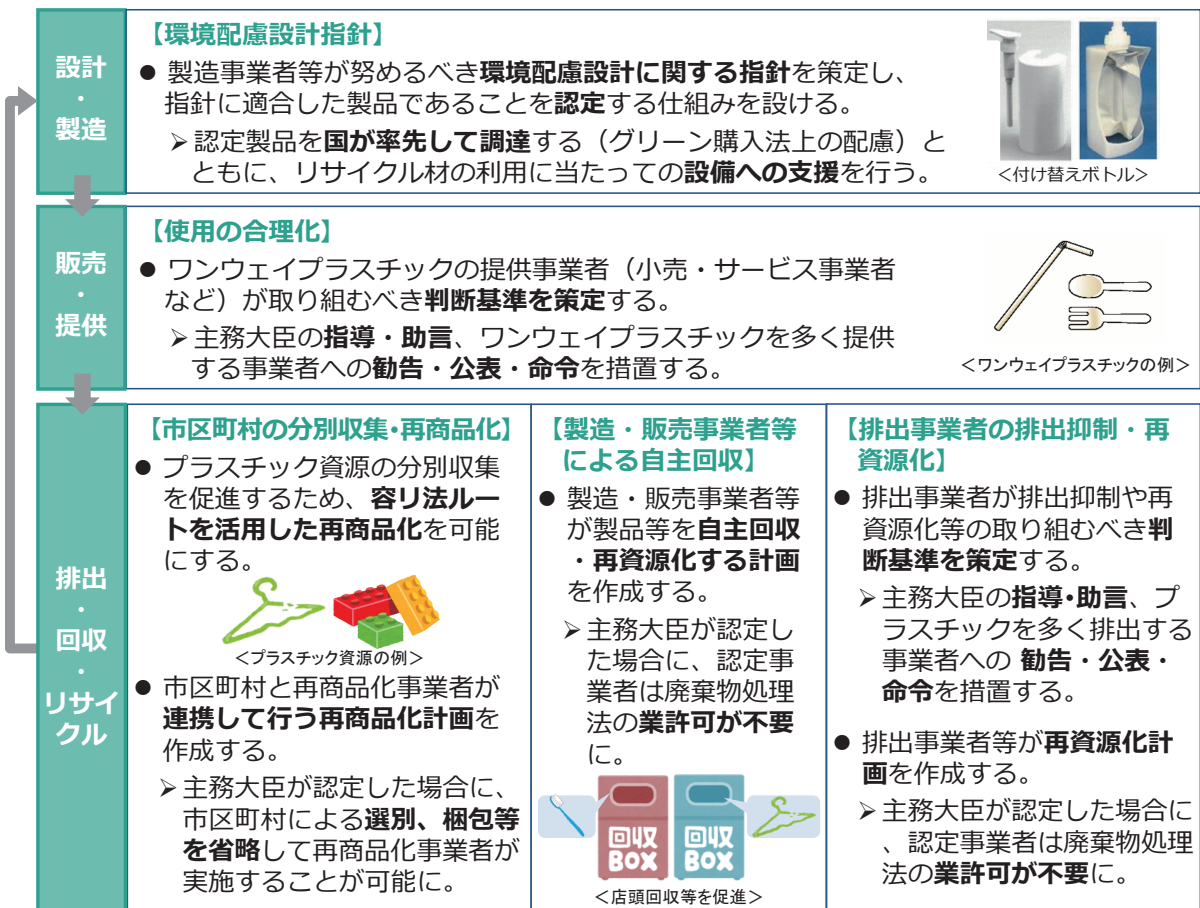 設計
・
製造
【環境配慮設計指針】
● 製造事業者等が努めるべき環境配慮設計に関する指針を策定し、
指針に適合した製品であることを認定する仕組みを設ける。
➢認定製品を国が率先して調達する（グリーン購入法上の配慮）と
ともに、リサイクル材の利用に当たっての設備への支援を行う。
<付け替えボトル>
販売
・
提供
【使用の合理化】
● ワンウェイプラスチックの提供事業者（小売・サービス事業者
など）が取り組むべき判断基準を策定する。
➢主務大臣の指導・助言、ワンウェイプラスチックを多く提供
する事業者への勧告・公表・命令を措置する。
<ワンウェイプラスチックの例>
排出
・
回収
・
リサイ
クル
【市区町村の分別収集・再商品化】
● プラスチック資源の分別収集
を促進するため、容リ法ルー
トを活用した再商品化を可能
にする。
<プラスチック資源の例>
● 市区町村と再商品化事業者が
連携して行う再商品化計画を
作成する。
➢主務大臣が認定した場合に、
市区町村による選別、梱包等
を省略して再商品化事業者が
実施することが可能に。
【製造・販売事業者等
による自主回収】
● 製造・販売事業者等
が製品等を自主回収
・再資源化する計画
を作成する。
➢主務大臣が認定し
た場合に、認定事
業者は廃棄物処理
法の業許可が不要
に。
回収
BOX
回収
BOX
<店頭回収等を促進>
【排出事業者の排出抑制・再
資源化】
● 排出事業者が排出抑制や再
資源化等の取り組むべき判
断基準を策定する。
➢主務大臣の指導・助言、プ
ラスチックを多く排出する
事業者への 勧告・公表・
命令を措置する。
● 排出事業者等が再資源化計
画を作成する。
➢主務大臣が認定した場合に
、認定事業者は廃棄物処理
法の業許可が不要に。